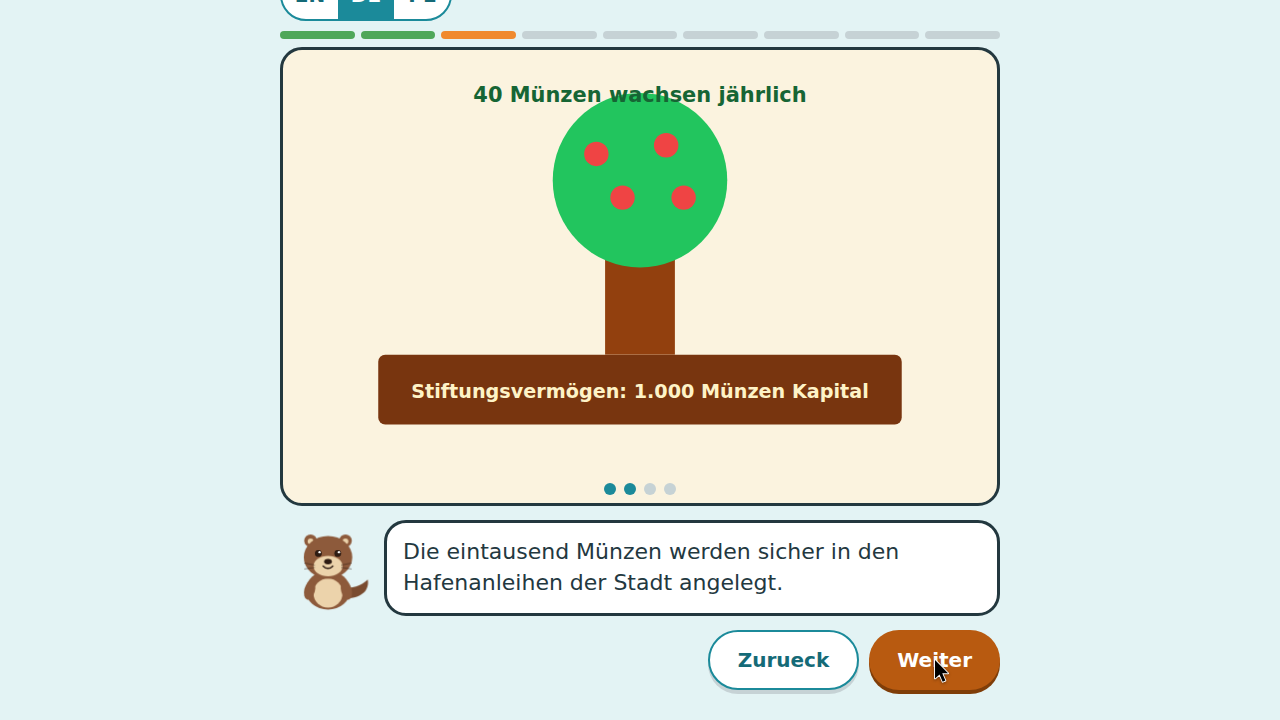 40 Münzen wachsen jährlich
Stiftungsvermögen: 1.000 Münzen Kapital
Die eintausend Münzen werden sicher in den
Hafenanleihen der Stadt angelegt.
Zurueck
Weiter